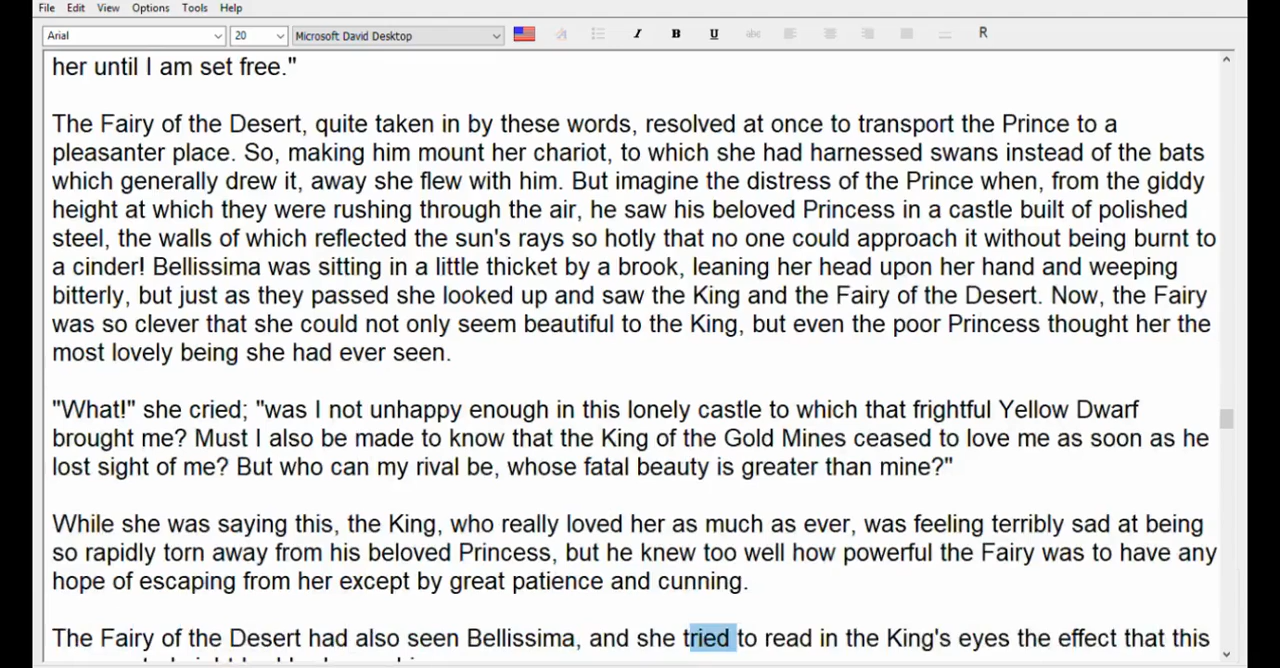 File Edit View Options Tools Help
Arial 20 Microsoft David Desktop I B U abc R
her until I am set free."
The Fairy of the Desert, quite taken in by these words, resolved at once to transport the Prince to a
pleasanter place. So, making him mount her chariot, to which she had harnessed swans instead of the bats
which generally drew it, away she flew with him. But imagine the distress of the Prince when, from the giddy
height at which they were rushing through the air, he saw his beloved Princess in a castle built of polished
steel, the walls of which reflected the sun's rays so hotly that no one could approach it without being burnt to
a cinder! Bellissima was sitting in a little thicket by a brook, leaning her head upon her hand and weeping
bitterly, but just as they passed she looked up and saw the King and the Fairy of the Desert. Now, the Fairy
was so clever that she could not only seem beautiful to the King, but even the poor Princess thought her the
most lovely being she had ever seen.
"What!" she cried; "was I not unhappy enough in this lonely castle to which that frightful Yellow Dwarf
brought me? Must I also be made to know that the King of the Gold Mines ceased to love me as soon as he
lost sight of me? But who can my rival be, whose fatal beauty is greater than mine?"
While she was saying this, the King, who really loved her as much as ever, was feeling terribly sad at being
so rapidly torn away from his beloved Princess, but he knew too well how powerful the Fairy was to have any
hope of escaping from her except by great patience and cunning.
The Fairy of the Desert had also seen Bellissima, and she tried to read in the King's eyes the effect that this